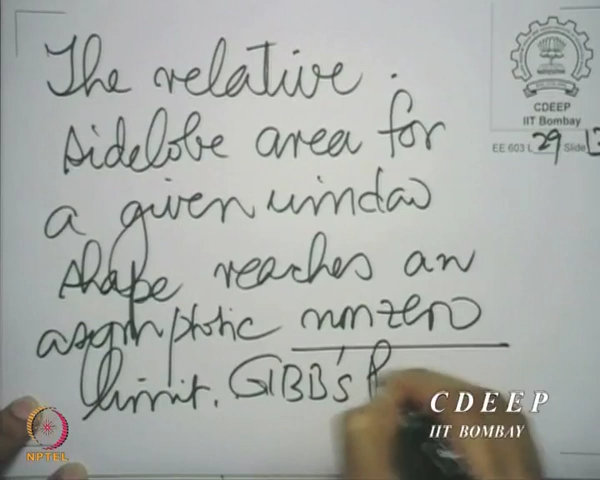 The relative
sidelobe area for
a given window
shape reaches an
asymptotic nonzero
limit. GIBB's P
CDEEP
IIT Bombay
EE 603 L 29 Slide
CDEEP
IIT BOMBAY
NPTEL